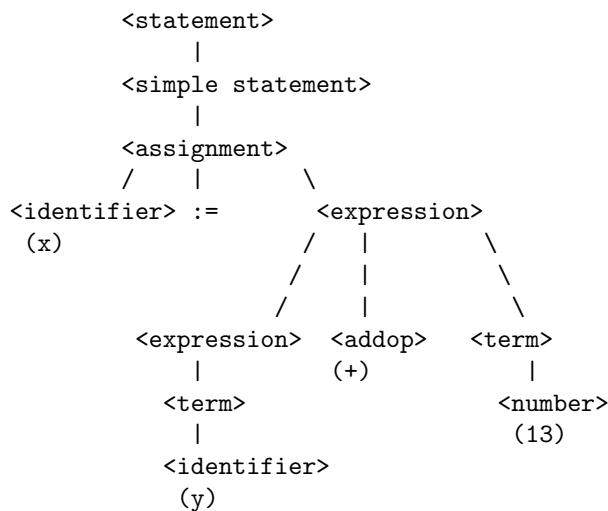 <statement>
|
<simple statement>
|
<assignment>
/ | \
<identifier> := <expression>
(x) / | \
/ | \
/ | \
<expression> <addop> <term>
| (+) |
<term> <number>
| (13)
<identifier>
(y)